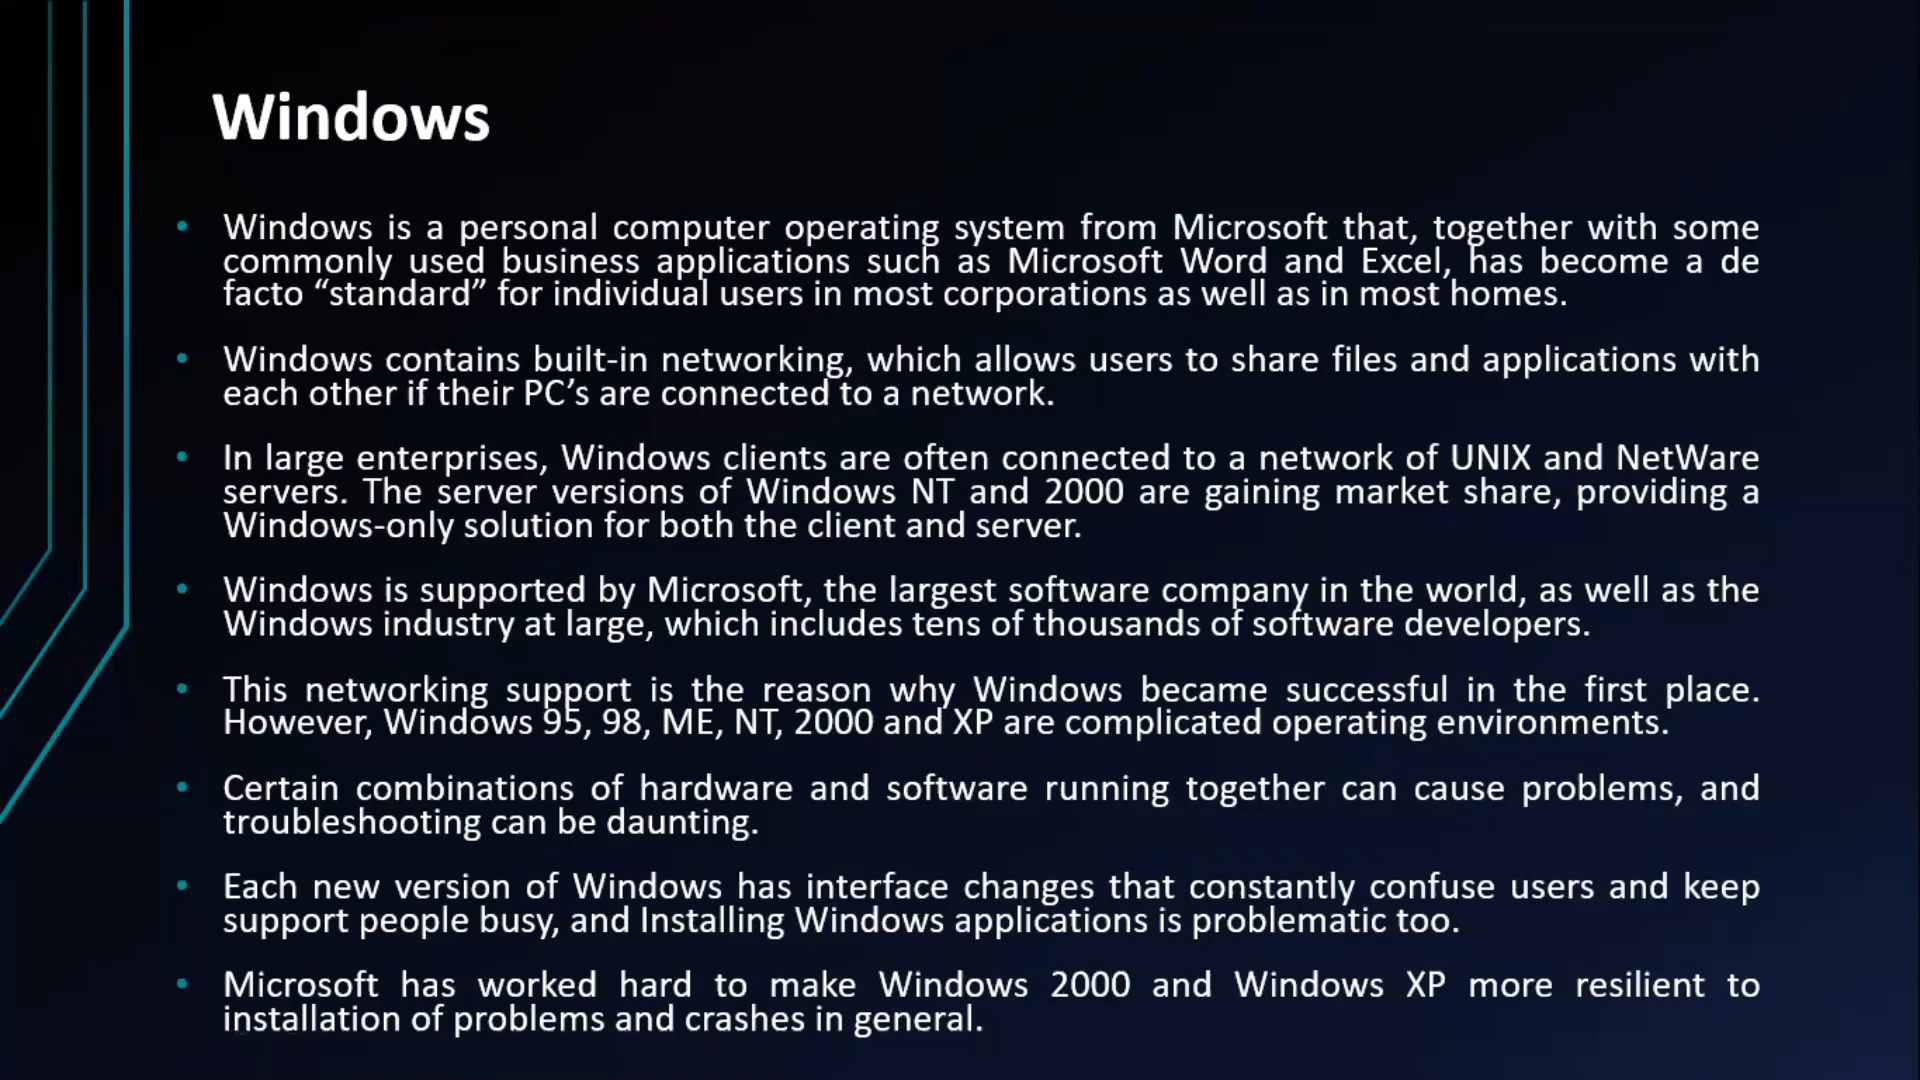 Windows
• Windows is a personal computer operating system from Microsoft that, together with some
commonly used business applications such as Microsoft Word and Excel, has become a de
facto “standard” for individual users in most corporations as well as in most homes.
• Windows contains built-in networking, which allows users to share files and applications with
each other if their PC’s are connected to a network.
• In large enterprises, Windows clients are often connected to a network of UNIX and NetWare
servers. The server versions of Windows NT and 2000 are gaining market share, providing a
Windows-only solution for both the client and server.
• Windows is supported by Microsoft, the largest software company in the world, as well as the
Windows industry at large, which includes tens of thousands of software developers.
• This networking support is the reason why Windows became successful in the first place.
However, Windows 95, 98, ME, NT, 2000 and XP are complicated operating environments.
• Certain combinations of hardware and software running together can cause problems, and
troubleshooting can be daunting.
• Each new version of Windows has interface changes that constantly confuse users and keep
support people busy, and Installing Windows applications is problematic too.
• Microsoft has worked hard to make Windows 2000 and Windows XP more resilient to
installation of problems and crashes in general.